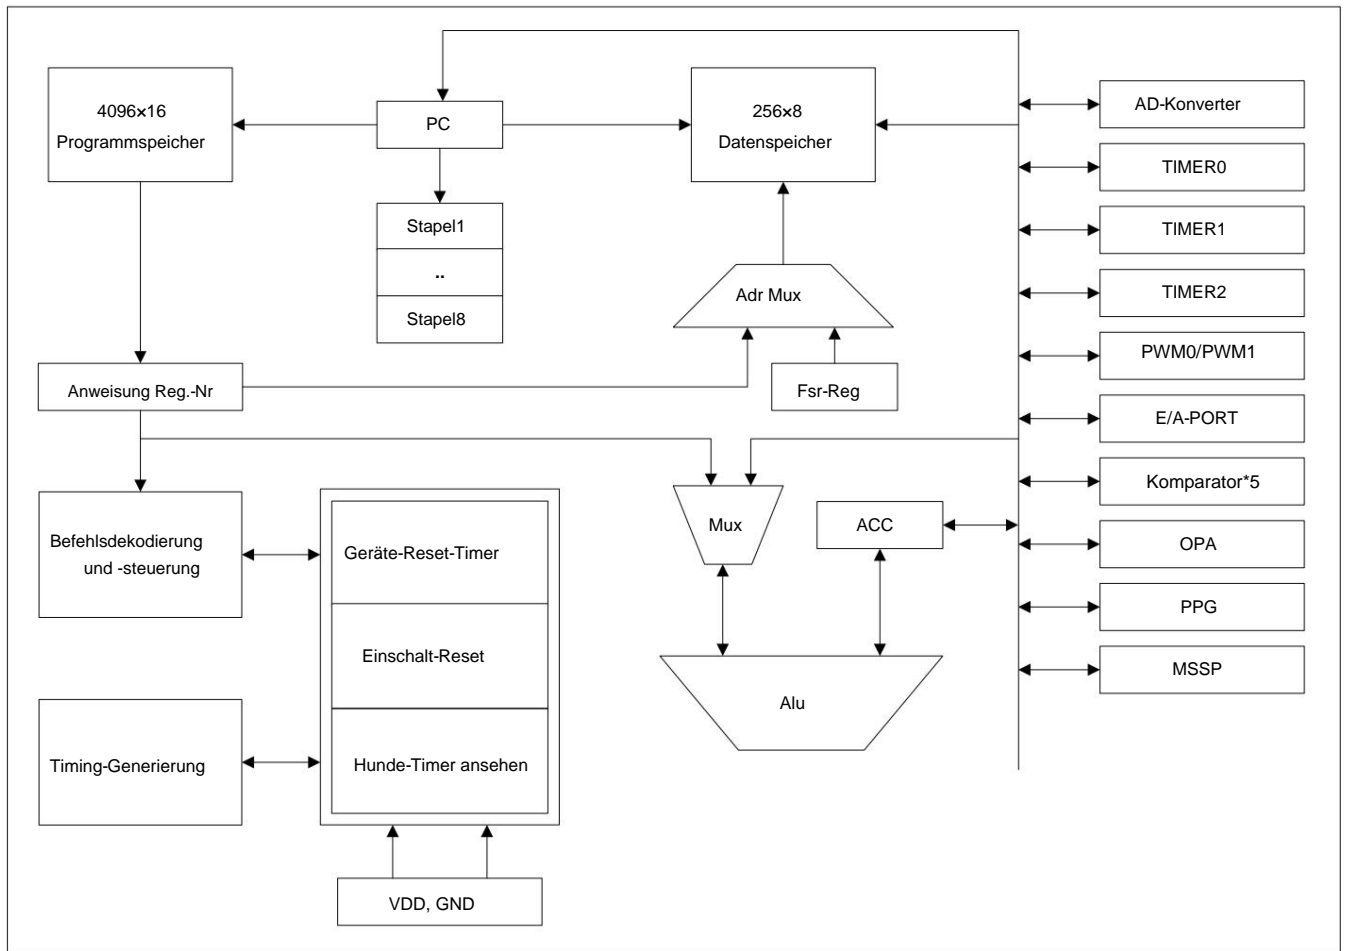 4096×16
Programmspeicher
PC
256×8
Datenspeicher
Stapel1
..
Stapel8
Adr Mux
Anweisung Reg.-Nr
Fsr-Reg
Befehlsdekodierung
und -steuerung
Geräte-Reset-Timer
Einschalt-Reset
Hunde-Timer ansehen
Timing-Generierung
VDD, GND
Mux
ACC
Alu
AD-Konverter
TIMER0
TIMER1
TIMER2
PWM0/PWM1
E/A-PORT
Komparator*5
OPA
PPG
MSSP